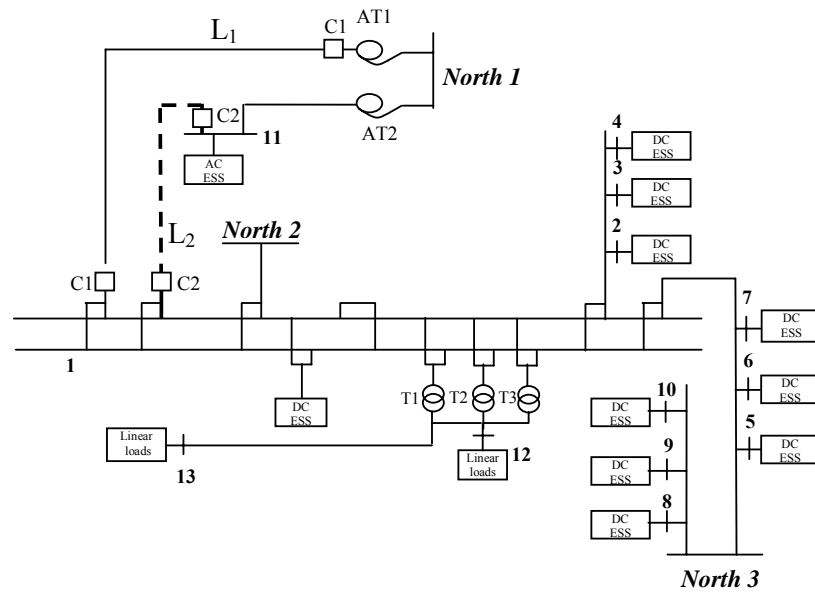 AT1
C1
L1
North 1
C2
AT2
11
AC
ESS
4
DC
ESS
3
DC
ESS
2
DC
ESS
L2
North 2
C1
C2
7
DC
ESS
1
6
DC
ESS
10
DC
ESS
T1
T2
T3
DC
ESS
5
DC
ESS
Linear
loads
13
Linear
loads
12
9
DC
ESS
8
DC
ESS
North 3